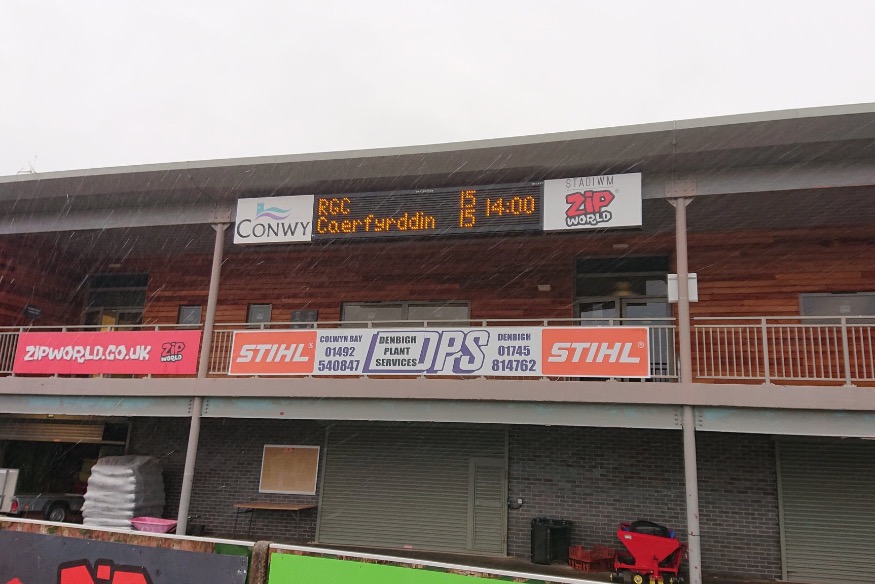 STADIWM
ZIP
WORLD
CONWY
RGC 15 14:00
Caerfyrddin 15
ZIPWORLD.CO.UK ZIP WORLD
STIHL
COLWYN BAY
01492
540847
DENBIGH
PLANT
SERVICES
DPS
DENBIGH
01745
814762
STIHL
ZIP